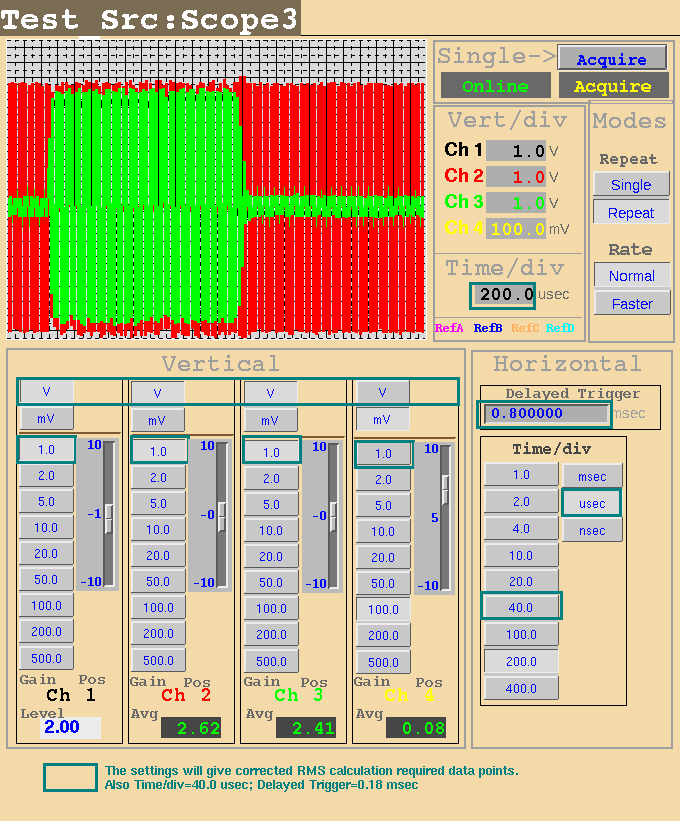 Test_Src:Scope3
Single->
Acquire
Online
Acquire
Vert/div
Ch 1 1.0 V
Ch 2 1.0 V
Ch 3 1.0 V
Ch 4 100.0 mV
Time/div
200.0 usec
RefA RefB RefC RefD
Modes
Repeat
Single
Repeat
Rate
Normal
Faster
Vertical
V V V V
mV mV mV mV
1.0 1.0 1.0 1.0
2.0 2.0 2.0 2.0
5.0 5.0 5.0 5.0
10.0 10.0 10.0 10.0
20.0 20.0 20.0 20.0
50.0 50.0 50.0 50.0
100.0 100.0 100.0 100.0
200.0 200.0 200.0 200.0
500.0 500.0 500.0 500.0
10 10 10 10
-1 -0 -0 5
-10 -10 -10 -10
Gain Pos Gain Pos Gain Pos Gain Pos
Ch 1 Ch 2 Ch 3 Ch 4
Level Avg Avg Avg
2.00 2.62 2.41 0.08
Horizontal
Delayed Trigger
0.800000 msec
Time/div
1.0 msec
2.0 usec
4.0 nsec
10.0
20.0
40.0
100.0
200.0
400.0
The settings will give corrected RMS calculation required data points.
Also Time/div=40.0 usec; Delayed Trigger=0.18 msec